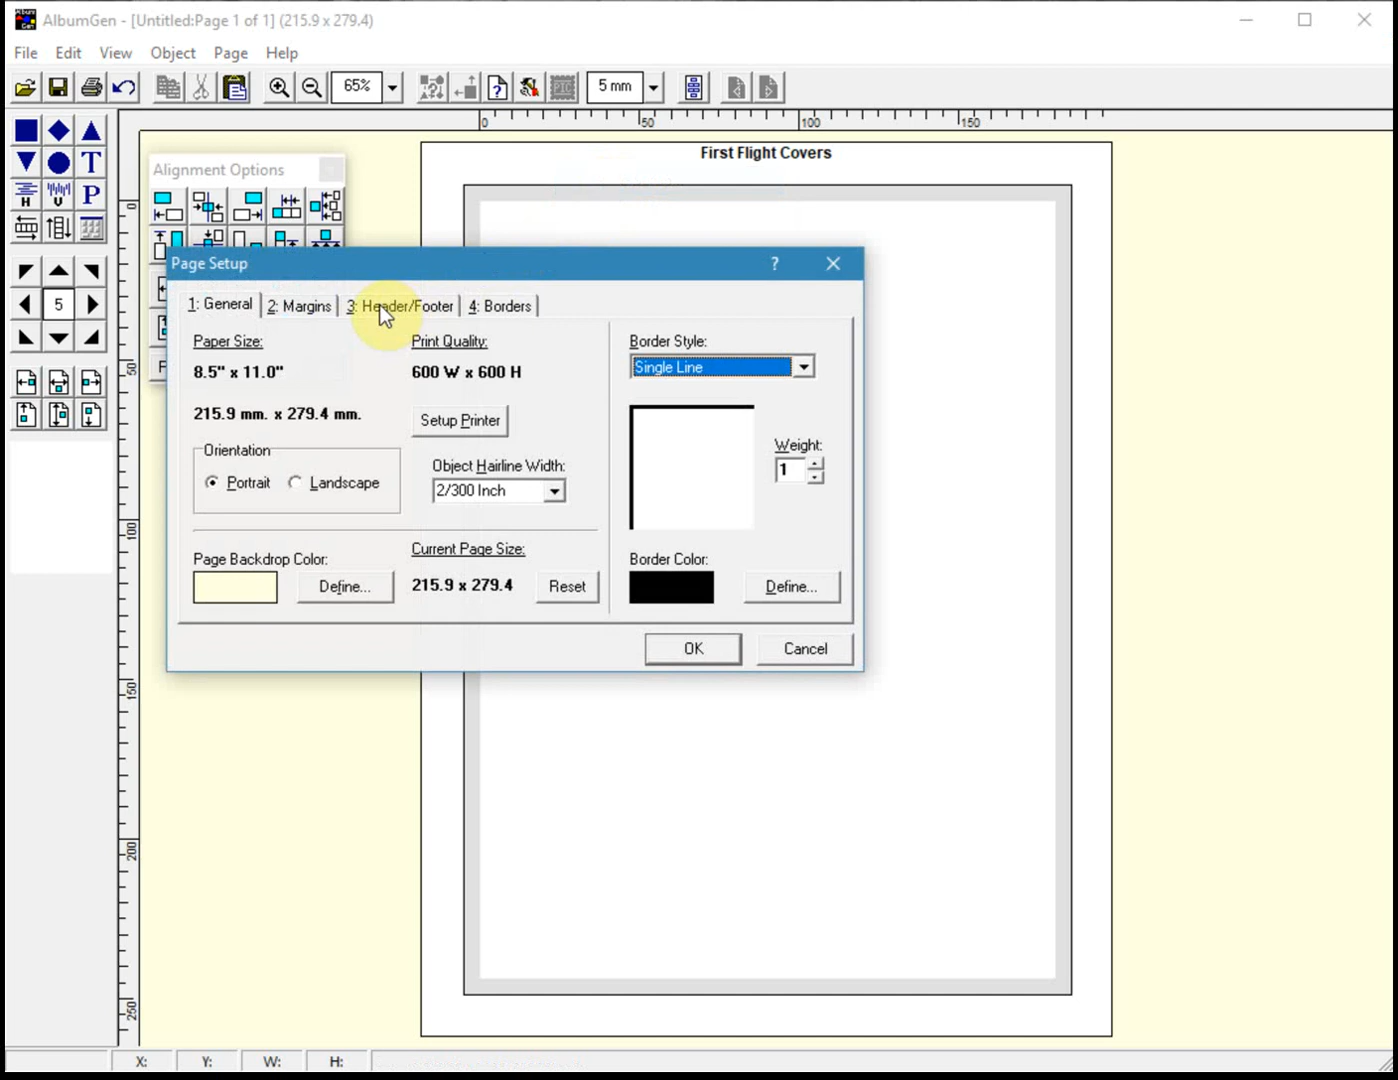 AlbumGen - [Untitled:Page 1 of 1] (215.9 x 279.4)
File Edit View Object Page Help
65% 5 mm
0 50 100 150
First Flight Covers
T
H U P
5
Alignment Options
0
50
100
150
200
250
Page Setup ?
1: General 2: Margins 3: Header/Footer 4: Borders
Paper Size: Print Quality: Border Style:
8.5" x 11.0" 600 W x 600 H Single Line
215.9 mm. x 279.4 mm. Setup Printer
Orientation
Portrait Landscape
Object Hairline Width:
2/300 Inch
Weight:
1
Page Backdrop Color: Current Page Size: Border Color:
Define... 215.9 x 279.4 Reset Define...
OK Cancel
X: Y: W: H: